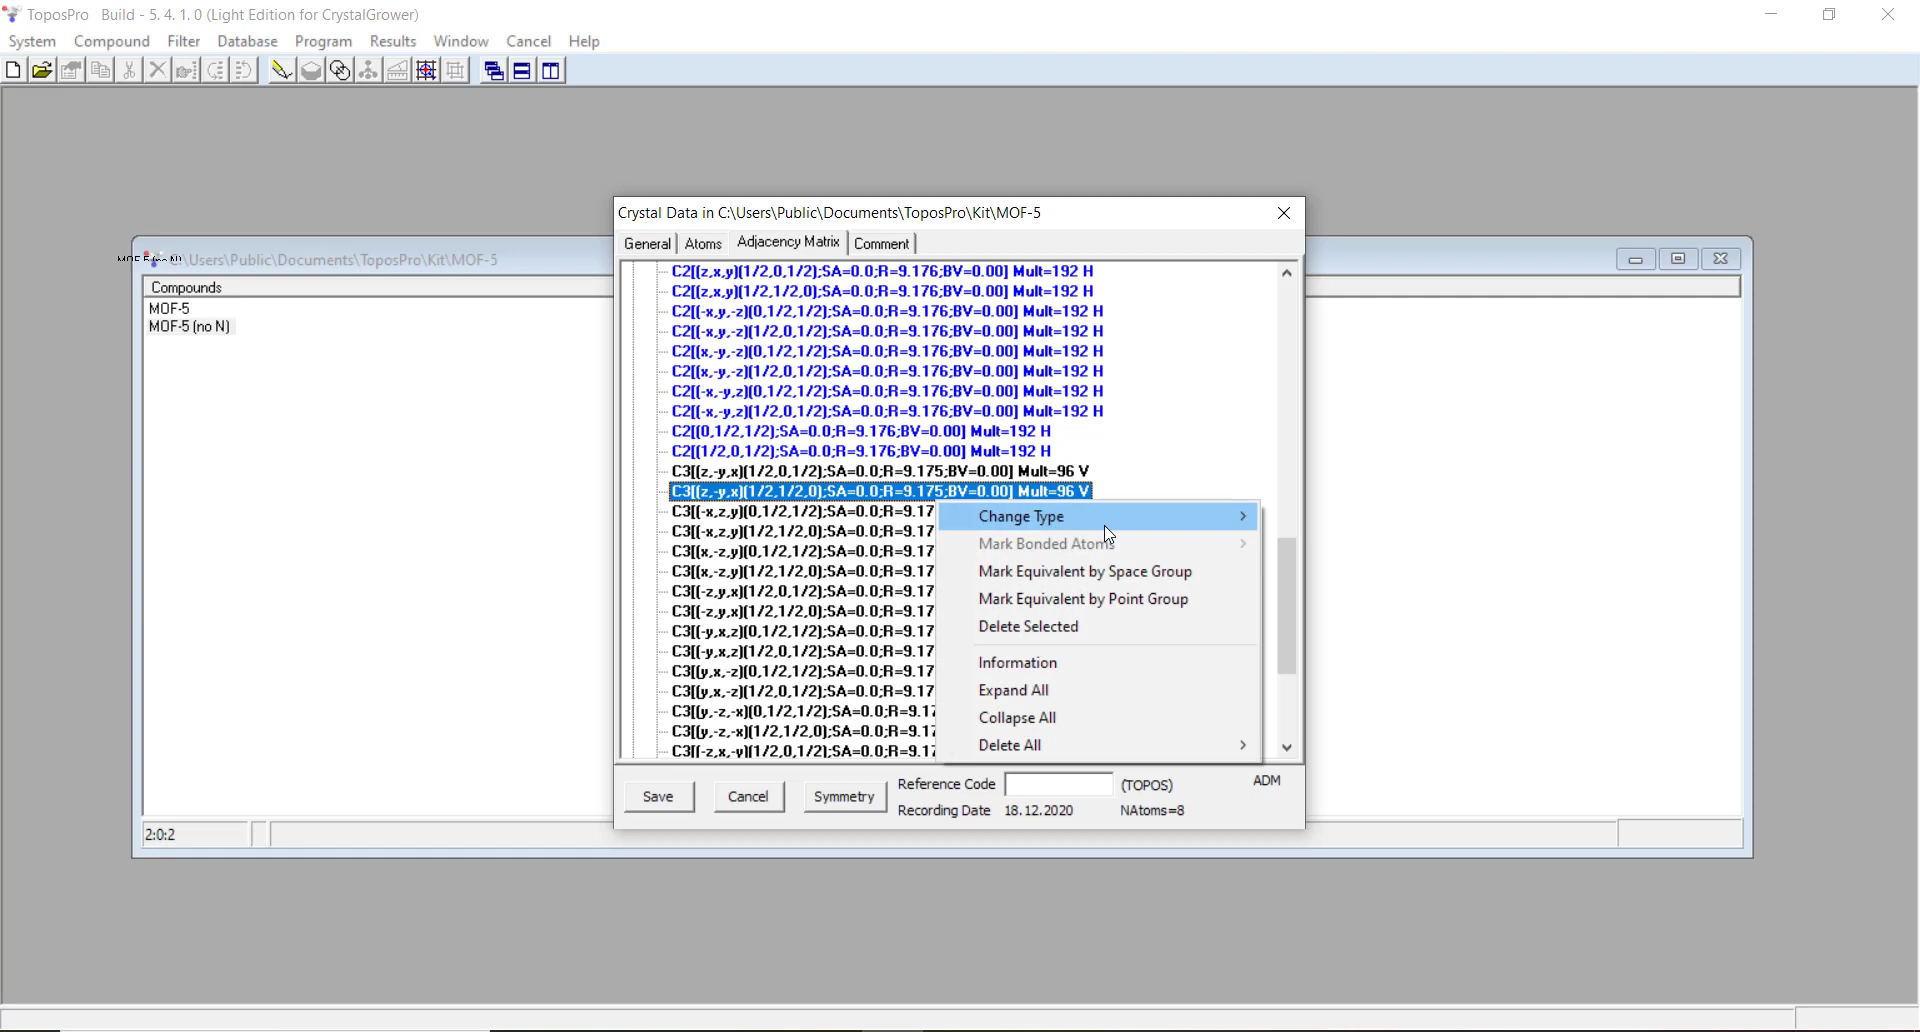 ToposPro Build - 5. 4. 1. 0 (Light Edition for CrystalGrower)
System Compound Filter Database Program Results Window Cancel Help
C:\Users\Public\Documents\ToposPro\Kit\MOF-5
Compounds
MOF-5
MOF-5 (no N)
2:0:2
Crystal Data in C:\Users\Public\Documents\ToposPro\Kit\MOF-5
General Atoms Adjacency Matrix Comment
C2[(z,x,y)(1/2,0,1/2);SA=0.0;R=9.176;BV=0.00] Mult=192 H
C2[(z,x,y)(1/2,1/2,0);SA=0.0;R=9.176;BV=0.00] Mult=192 H
C2[(-x,y,-z)(0,1/2,1/2);SA=0.0;R=9.176;BV=0.00] Mult=192 H
C2[(-x,y,-z)(1/2,0,1/2);SA=0.0;R=9.176;BV=0.00] Mult=192 H
C2[(x,-y,-z)(0,1/2,1/2);SA=0.0;R=9.176;BV=0.00] Mult=192 H
C2[(x,-y,-z)(1/2,0,1/2);SA=0.0;R=9.176;BV=0.00] Mult=192 H
C2[(-x,-y,z)(0,1/2,1/2);SA=0.0;R=9.176;BV=0.00] Mult=192 H
C2[(-x,-y,z)(1/2,0,1/2);SA=0.0;R=9.176;BV=0.00] Mult=192 H
C2[(0,1/2,1/2);SA=0.0;R=9.176;BV=0.00] Mult=192 H
C2[(1/2,0,1/2);SA=0.0;R=9.176;BV=0.00] Mult=192 H
C3[(z,-y,x)(1/2,0,1/2);SA=0.0;R=9.175;BV=0.00] Mult=96 V
C3[(z,-y,x)(1/2,1/2,0);SA=0.0;R=9.175;BV=0.00] Mult=96 V
C3[(-x,z,y)(0,1/2,1/2);SA=0.0;R=9.17
C3[(-x,z,y)(1/2,1/2,0);SA=0.0;R=9.17
C3[(x,-z,y)(0,1/2,1/2);SA=0.0;R=9.17
C3[(x,-z,y)(1/2,1/2,0);SA=0.0;R=9.17
C3[(-z,y,x)(1/2,0,1/2);SA=0.0;R=9.17
C3[(-z,y,x)(1/2,1/2,0);SA=0.0;R=9.17
C3[(-y,x,z)(0,1/2,1/2);SA=0.0;R=9.17
C3[(-y,x,z)(1/2,0,1/2);SA=0.0;R=9.17
C3[(y,x,-z)(0,1/2,1/2);SA=0.0;R=9.17
C3[(y,x,-z)(1/2,0,1/2);SA=0.0;R=9.17
C3[(y,-z,-x)(0,1/2,1/2);SA=0.0;R=9.17
C3[(y,-z,-x)(1/2,1/2,0);SA=0.0;R=9.17
C3[(-z,x,-y)(1/2,0,1/2);SA=0.0;R=9.17
Change Type
Mark Bonded Atoms
Mark Equivalent by Space Group
Mark Equivalent by Point Group
Delete Selected
Information
Expand All
Collapse All
Delete All
Save Cancel Symmetry
Reference Code (TOPOS) ADM
Recording Date 18.12.2020 NAtoms=8